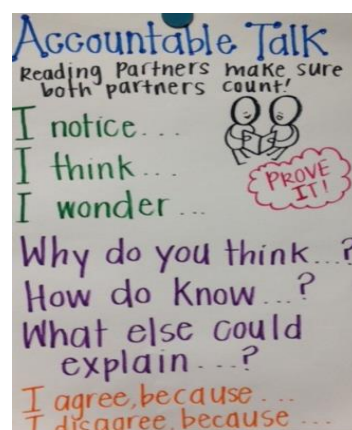 Accountable Talk
Reading Partners make sure
both partners count!
I notice...
I think...
I wonder...
PROVE
IT!
Why do you think...?
How do Know...?
What else could
explain...?
I agree, because...
I disagree, because...